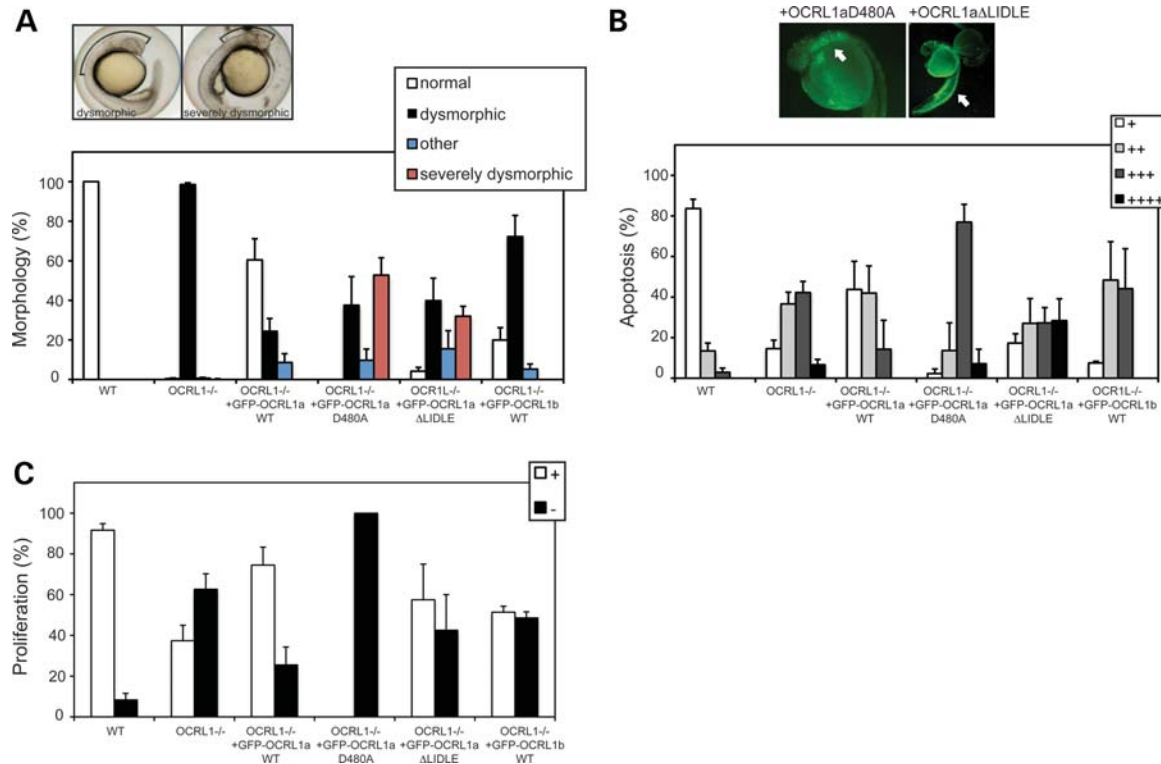 A
dysmorphic
severely dysmorphic
normal
dysmorphic
other
severely dysmorphic
Morphology (%)
100
80
60
40
20
0
WT
OCRL1-/-
OCRL1-/-
+GFP-OCRL1a
WT
OCRL1-/-
+GFP-OCRL1a
D480A
OCR1L-/-
+GFP-OCRL1a
ΔLIDLE
OCRL1-/-
+GFP-OCRL1b
WT
B
+OCRL1aD480A
+OCRL1aΔLIDLE
+
++
+++
++++
Apoptosis (%)
100
80
60
40
20
0
WT
OCRL1-/-
OCRL1-/-
+GFP-OCRL1a
WT
OCRL1-/-
+GFP-OCRL1a
D480A
OCRL1-/-
+GFP-OCRL1a
ΔLIDLE
OCR1L-/-
+GFP-OCRL1b
WT
C
+
-
Proliferation (%)
100
80
60
40
20
0
WT
OCRL1-/-
OCRL1-/-
+GFP-OCRL1a
WT
OCRL1-/-
+GFP-OCRL1a
D480A
OCRL1-/-
+GFP-OCRL1a
ΔLIDLE
OCRL1-/-
+GFP-OCRL1b
WT